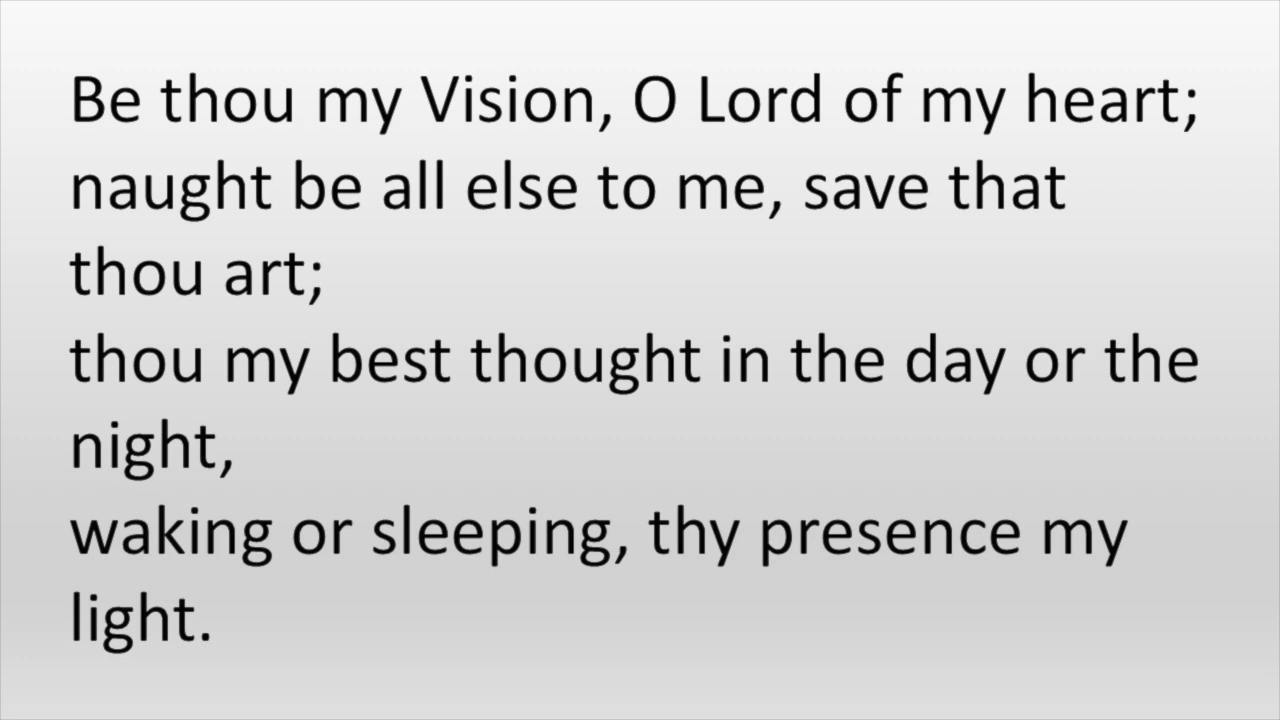 Be thou my Vision, O Lord of my heart;
naught be all else to me, save that
thou art;
thou my best thought in the day or the
night,
waking or sleeping, thy presence my
light.